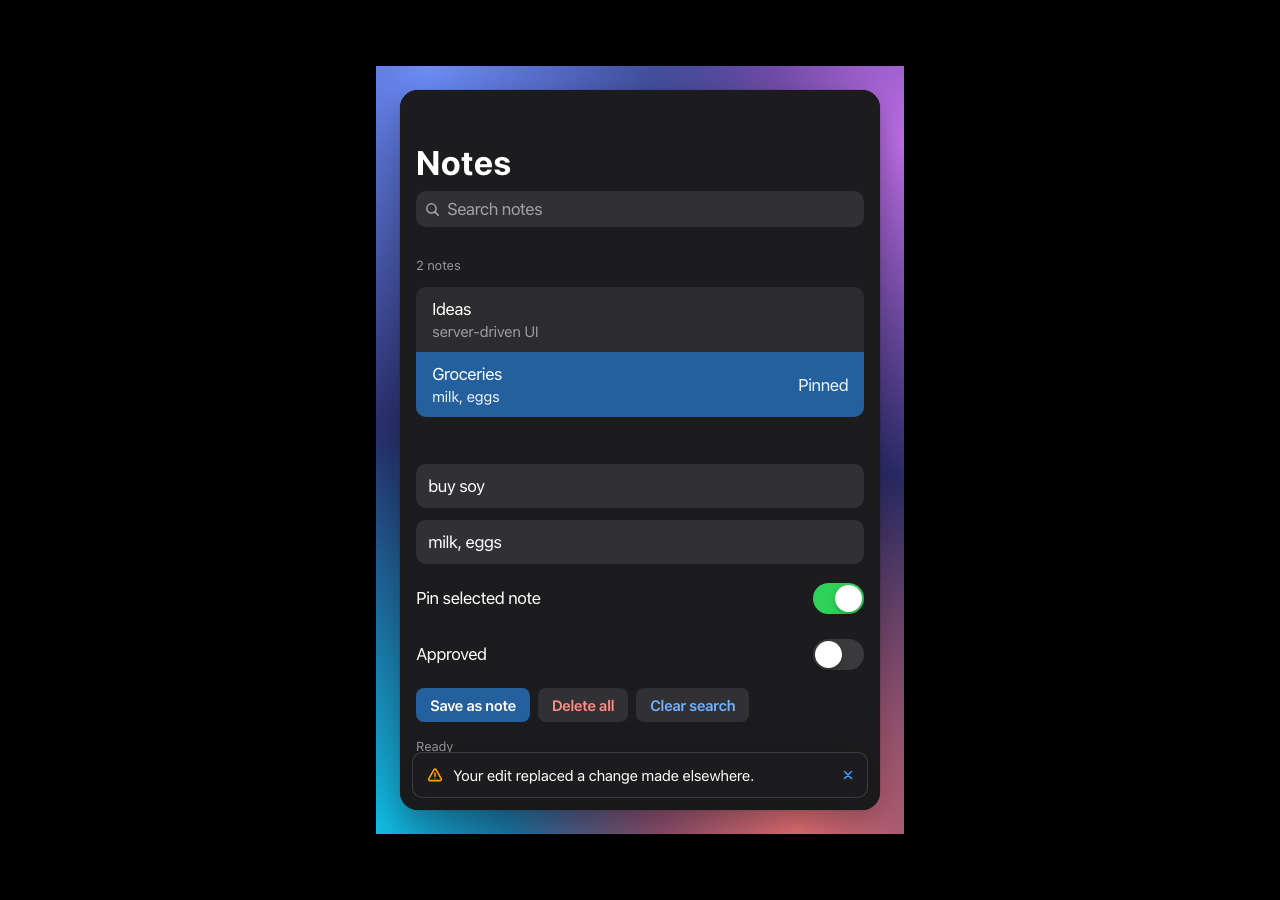 Notes
Search notes
2 notes
Ideas
server-driven UI
Groceries
Pinned
milk, eggs
buy soy
milk, eggs
Pin selected note
Approved
Save as note Delete all Clear search
Ready
Your edit replaced a change made elsewhere.